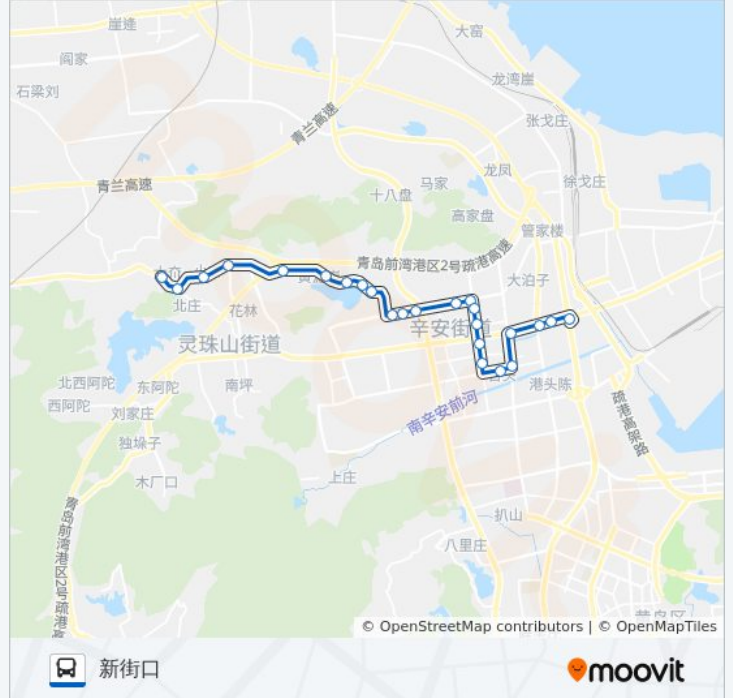 崖逄
大窑
阎家
龙湾崖
石梁刘
张戈庄
青兰高速
龙凤
马家
徐戈庄
青兰高速
十八盘
高家盘
管家楼
青岛前湾港区2号疏港高速
大泊子
北庄
花林
辛安街道
灵珠山街道
北西阿陀
东阿陀
南坪
港头陈
西阿陀
刘家庄
南辛安前河
疏港高架路
独垛子
上庄
木厂口
扒山
青岛前湾港区2号疏港高
八里庄
© OpenStreetMap contributors | © OpenMapTiles
新街口
moovit